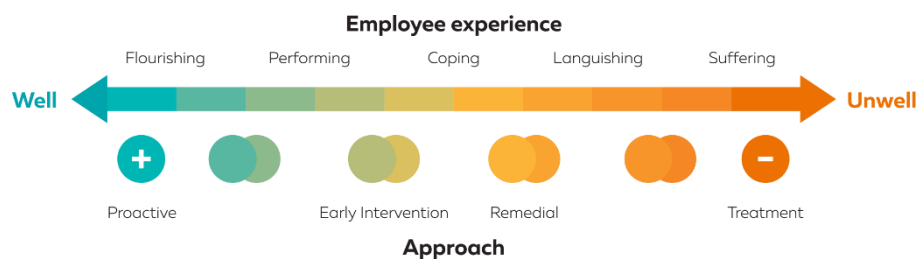 Employee experience
Flourishing Performing Coping Languishing Suffering
Well Unwell
+ -
Proactive Early Intervention Remedial Treatment
Approach